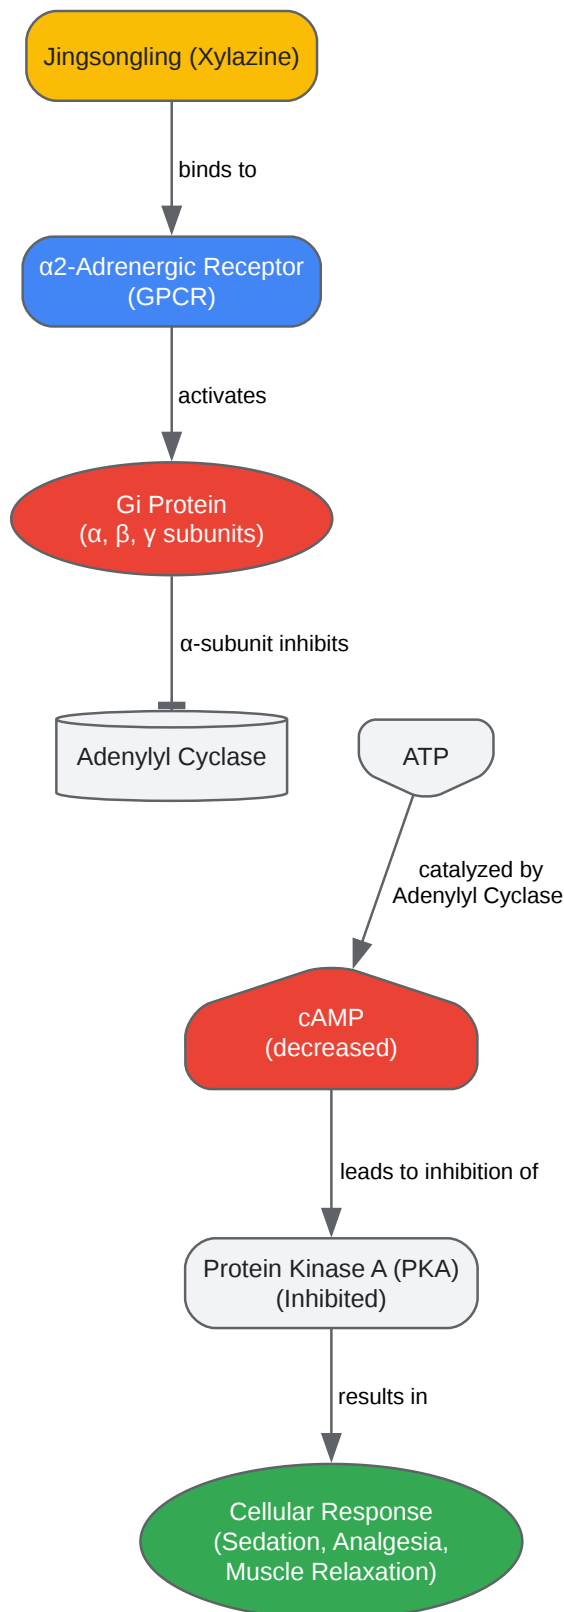 Jingsongling (Xylazine)
binds to
α2-Adrenergic Receptor
(GPCR)
activates
Gi Protein
(α, β, γ subunits)
α-subunit inhibits
Adenylyl Cyclase
ATP
catalyzed by
Adenylyl Cyclase
cAMP
(decreased)
leads to inhibition of
Protein Kinase A (PKA)
(Inhibited)
results in
Cellular Response
(Sedation, Analgesia,
Muscle Relaxation)